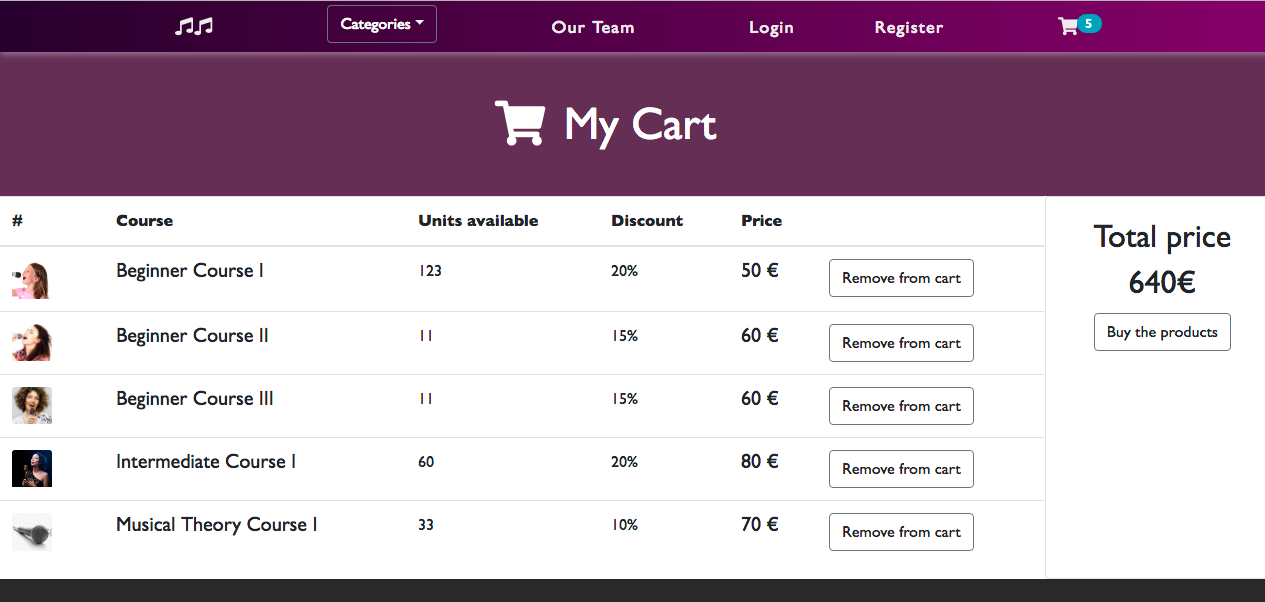 Categories Our Team Login Register 5
My Cart
# Course Units available Discount Price
Beginner Course I 123 20% 50 € Remove from cart
Beginner Course II 11 15% 60 € Remove from cart
Beginner Course III 11 15% 60 € Remove from cart
Intermediate Course I 60 20% 80 € Remove from cart
Musical Theory Course I 33 10% 70 € Remove from cart
Total price
640€
Buy the products